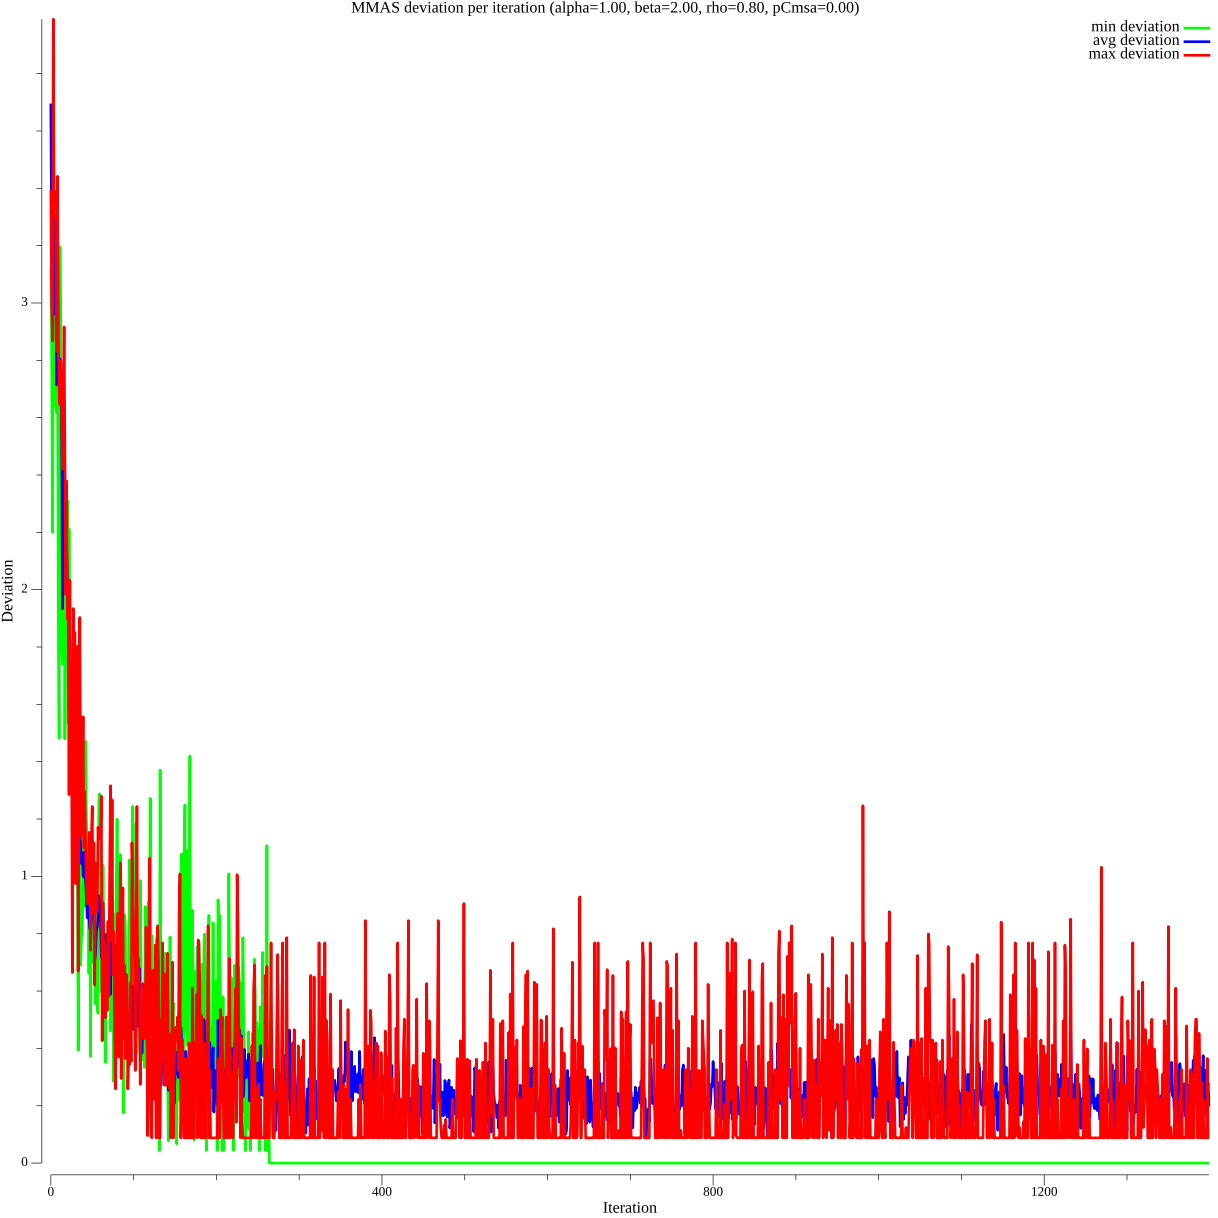 MMAS deviation per iteration (alpha=1.00, beta=2.00, rho=0.80, pCmsa=0.00)
min deviation
avg deviation
max deviation
3
2
1
0
Deviation
0 400 800 1200
Iteration